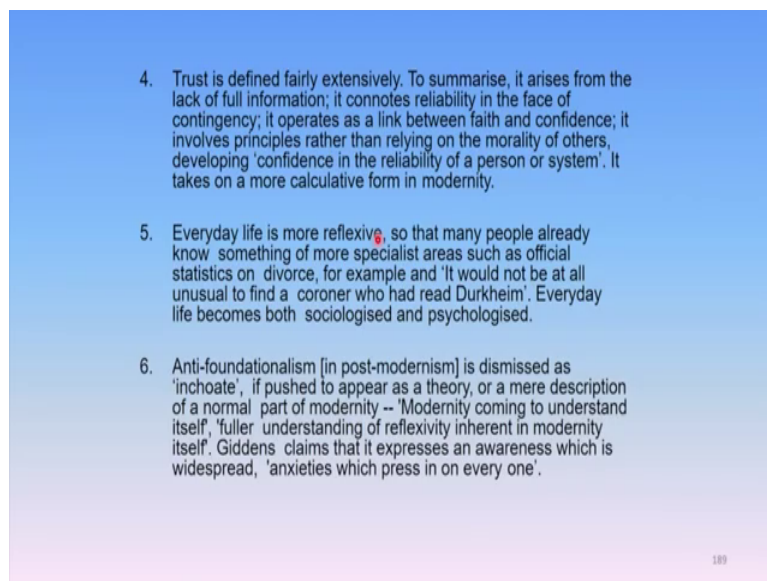 4. Trust is defined fairly extensively. To summarise, it arises from the
lack of full information; it connotes reliability in the face of
contingency; it operates as a link between faith and confidence; it
involves principles rather than relying on the morality of others,
developing 'confidence in the reliability of a person or system'. It
takes on a more calculative form in modernity.
5. Everyday life is more reflexive, so that many people already
know something of more specialist areas such as official
statistics on divorce, for example and 'It would not be at all
unusual to find a coroner who had read Durkheim'. Everyday
life becomes both sociologised and psychologised.
6. Anti-foundationalism [in post-modernism] is dismissed as
'inchoate', if pushed to appear as a theory, or a mere description
of a normal part of modernity -- 'Modernity coming to understand
itself', 'fuller understanding of reflexivity inherent in modernity
itself'. Giddens claims that it expresses an awareness which is
widespread, 'anxieties which press in on every one'.
189